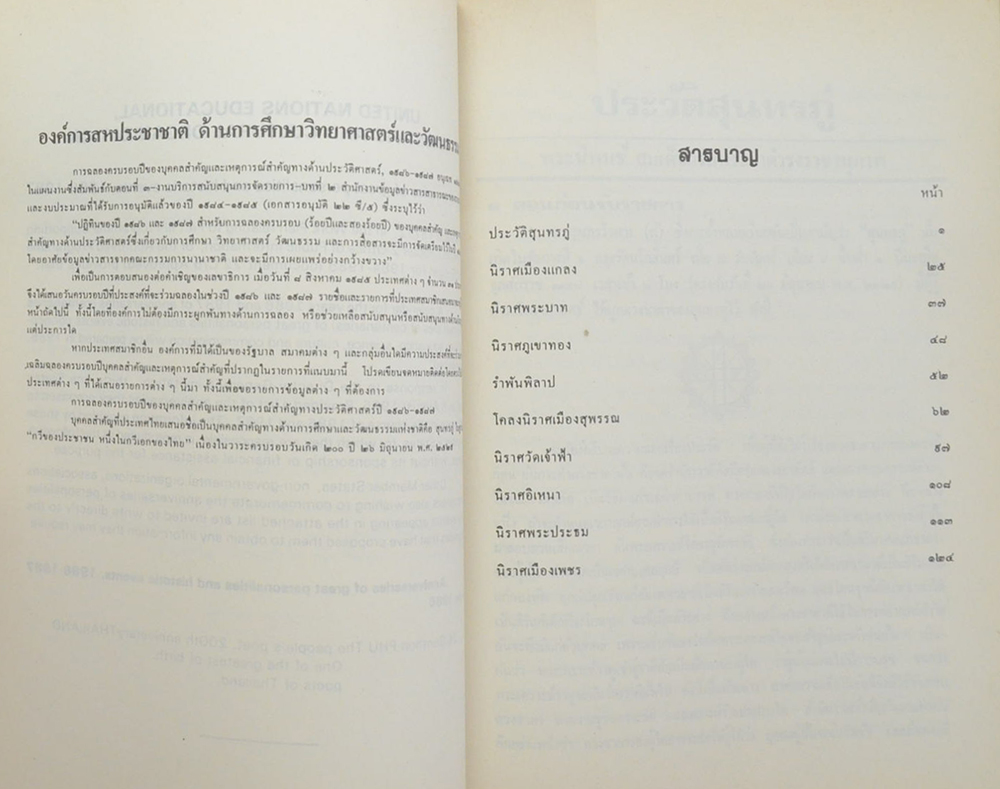 องค์การสหประชาชาติ ด้านการศึกษาวิทยาศาสตร์และวัฒนธรรม
การฉลองครบรอบปีของบุคคลสำคัญและเหตุการณ์สำคัญทางด้านประวัติศาสตร์, ๑๙๘๖-๑๙๘๗
ในแผนงานซึ่งสัมพันธ์กับตอนที่ ๓-งานบริการสนับสนุนการจัดรายการ-บทที่ ๒ สำนักงานข้อมูลข่าวสารสาธารณะ
และงบประมาณที่ได้รับการอนุมัติแล้วของปี ๑๙๘๔-๑๙๘๕ (เอกสารอนุมัติ ๒๒ ซี/๕) ซึ่งระบุไว้ว่า
"ปฏิทินของปี ๑๙๘๖ และ ๑๙๘๗ สำหรับการฉลองครบรอบ (ร้อยปีและสองร้อยปี) ของบุคคลสำคัญ และเหตุ
สำคัญทางด้านประวัติศาสตร์ซึ่งเกี่ยวกับการศึกษา วิทยาศาสตร์ วัฒนธรรม และการสื่อสารจะมีการจัดเตรียมไว้ในปี
โดยอาศัยข้อมูลข่าวสารจากคณะกรรมการนานาชาติ และจะมีการเผยแพร่อย่างกว้างขวาง"
เพื่อเป็นการตอบสนองต่อคำเชิญของเลขาธิการ เมื่อวันที่ ๘ สิงหาคม ๑๙๘๕ ประเทศต่าง ๆ จำนวน
จึงได้เสนอวันครบรอบปีที่ประสงค์ที่จะร่วมฉลองในช่วงปี ๑๙๘๖ และ ๑๙๘๗ รายชื่อและรายการที่ประเทศสมาชิกเสนอ
หน้าถัดไปนี้ ทั้งนี้โดยที่องค์การไม่ต้องมีภาระผูกพันทางด้านการฉลอง หรือช่วยเหลือสนับสนุนหรือสนับสนุนทาง
แต่ประการใด
หากประเทศสมาชิกอื่น องค์การที่มิได้เป็นของรัฐบาล สมาคมต่าง ๆ และกลุ่มอื่นใดมีความประสงค์ที่จะ
เฉลิมฉลองครบรอบปีบุคคลสำคัญและเหตุการณ์สำคัญที่ปรากฏในรายการที่แนบมานี้ โปรดเขียนจดหมายติดต่อโดยตรง
ประเทศต่าง ๆ ที่ได้เสนอรายการต่าง ๆ นี้มา ทั้งนี้เพื่อขอรายการข้อมูลต่าง ๆ ที่ต้องการ
การฉลองครบรอบปีของบุคคลสำคัญและเหตุการณ์สำคัญทางประวัติศาสตร์ปี ๑๙๘๖-๑๙๘๗
บุคคลสำคัญที่ประเทศไทยเสนอชื่อเป็นบุคคลสำคัญทางด้านการศึกษาและวัฒนธรรมแห่งชาติคือ สุนทรภู่
"กวีของประชาชน หนึ่งในกวีเอกของไทย" เนื่องในวาระครบรอบวันเกิด ๒๐๐ ปี ๒๖ มิถุนายน พ.ศ. ๒๕๒๙
สารบาญ
หน้า
ประวัติสุนทรภู่ ๑
นิราศเมืองแกลง ๒๕
นิราศพระบาท ๓๗
นิราศภูเขาทอง ๔๘
รำพันพิลาป ๕๒
โคลงนิราศเมืองสุพรรณ ๖๒
นิราศวัดเจ้าฟ้า ๙๗
นิราศอิเหนา ๑๐๘
นิราศพระประธม ๑๑๓
นิราศเมืองเพชร ๑๒๔